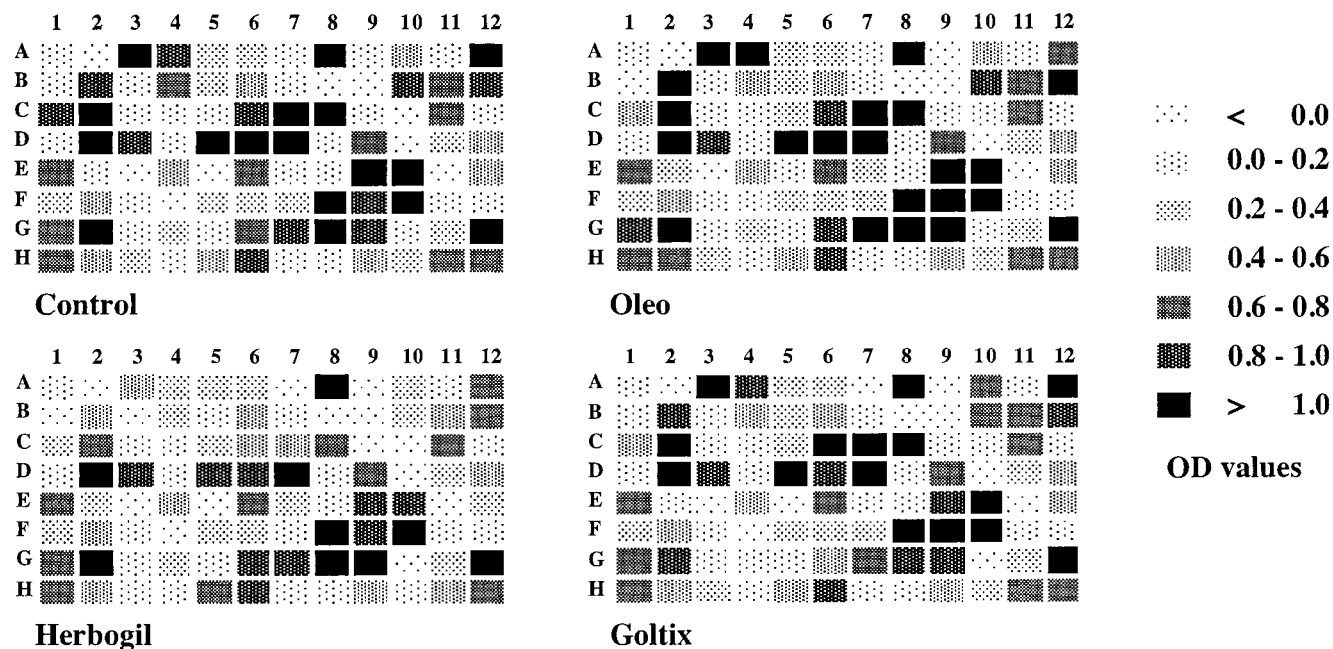 1 2 3 4 5 6 7 8 9 10 11 12
A
B
C
D
E
F
G
H
Control
1 2 3 4 5 6 7 8 9 10 11 12
A
B
C
D
E
F
G
H
Oleo
1 2 3 4 5 6 7 8 9 10 11 12
A
B
C
D
E
F
G
H
Herbogil
1 2 3 4 5 6 7 8 9 10 11 12
A
B
C
D
E
F
G
H
Goltix
< 0.0
0.0 - 0.2
0.2 - 0.4
0.4 - 0.6
0.6 - 0.8
0.8 - 1.0
> 1.0
OD values